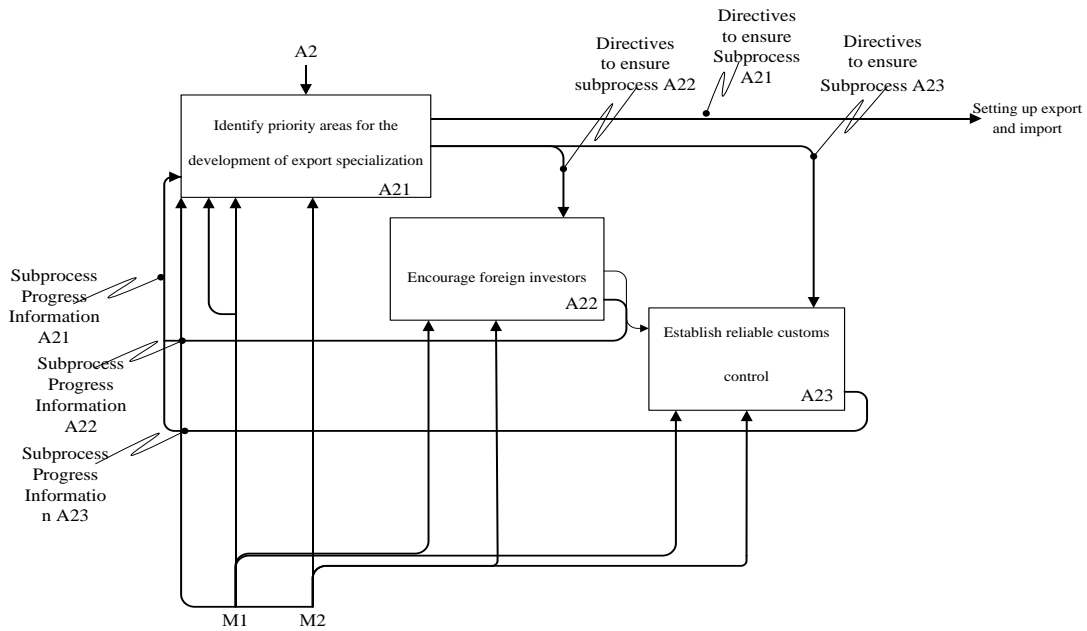 A2
Directives
to ensure
subprocess A22
Directives
to ensure
Subprocess
A21
Directives
to ensure
Subprocess A23
Setting up export
and import
Identify priority areas for the
development of export specialization
A21
Encourage foreign investors
A22
Establish reliable customs
control
A23
Subprocess
Progress
Information
A21
Subprocess
Progress
Information
A22
Subprocess
Progress
Informatio
n A23
M1
M2